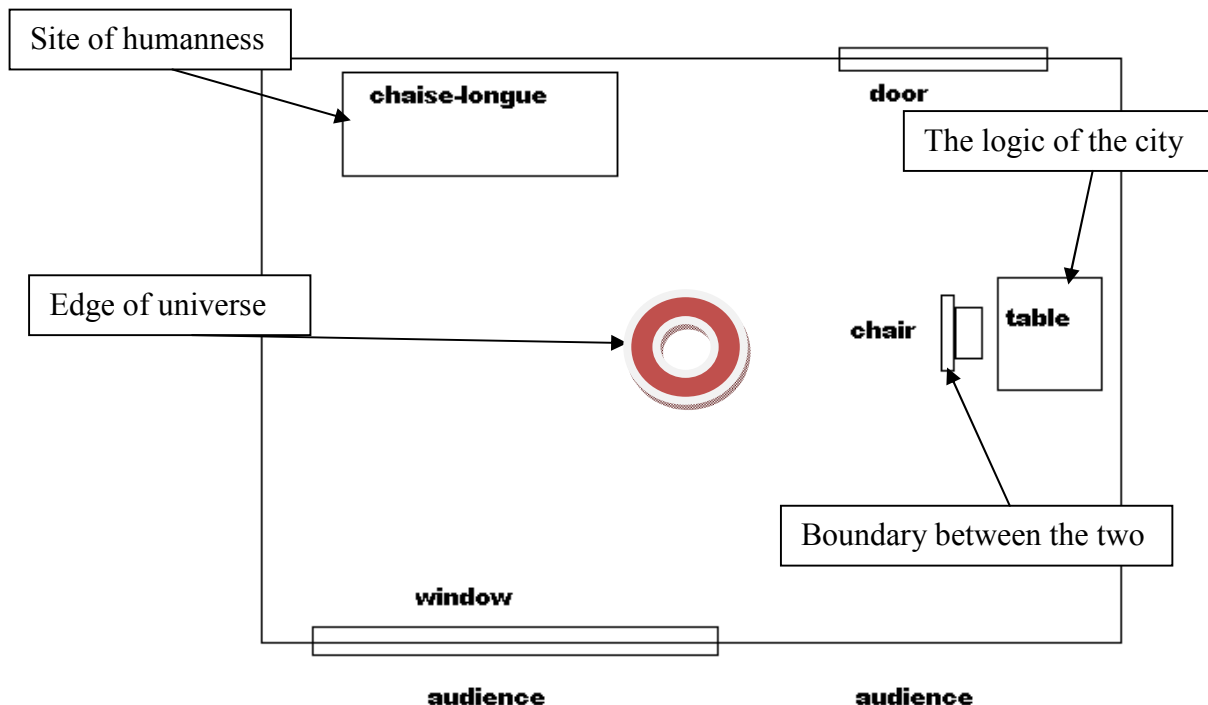 Site of humanness
chaise-longue
door
The logic of the city
Edge of universe
chair
table
Boundary between the two
window
audience
audience